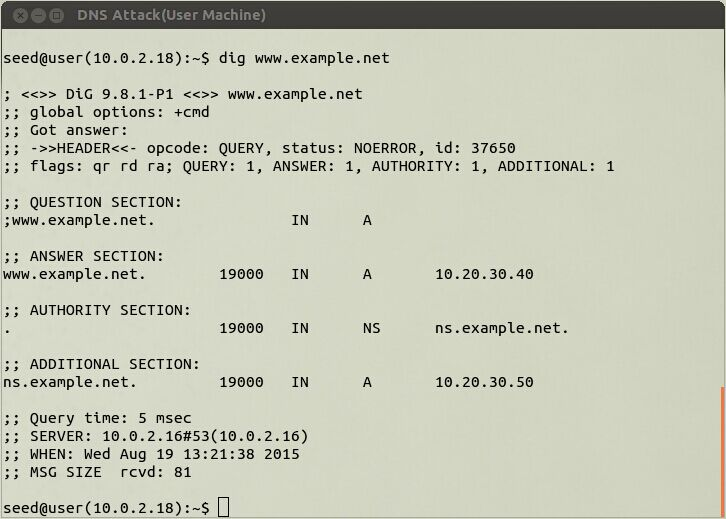 DNS Attack(User Machine)
seed@user(10.0.2.18):~$ dig www.example.net
; <<>> DiG 9.8.1-P1 <<>> www.example.net
;; global options: +cmd
;; Got answer:
;; ->>HEADER<<- opcode: QUERY, status: NOERROR, id: 37650
;; flags: qr rd ra; QUERY: 1, ANSWER: 1, AUTHORITY: 1, ADDITIONAL: 1
;; QUESTION SECTION:
;www.example.net. IN A
;; ANSWER SECTION:
www.example.net. 19000 IN A 10.20.30.40
;; AUTHORITY SECTION:
. 19000 IN NS ns.example.net.
;; ADDITIONAL SECTION:
ns.example.net. 19000 IN A 10.20.30.50
;; Query time: 5 msec
;; SERVER: 10.0.2.16#53(10.0.2.16)
;; WHEN: Wed Aug 19 13:21:38 2015
;; MSG SIZE rcvd: 81
seed@user(10.0.2.18):~$